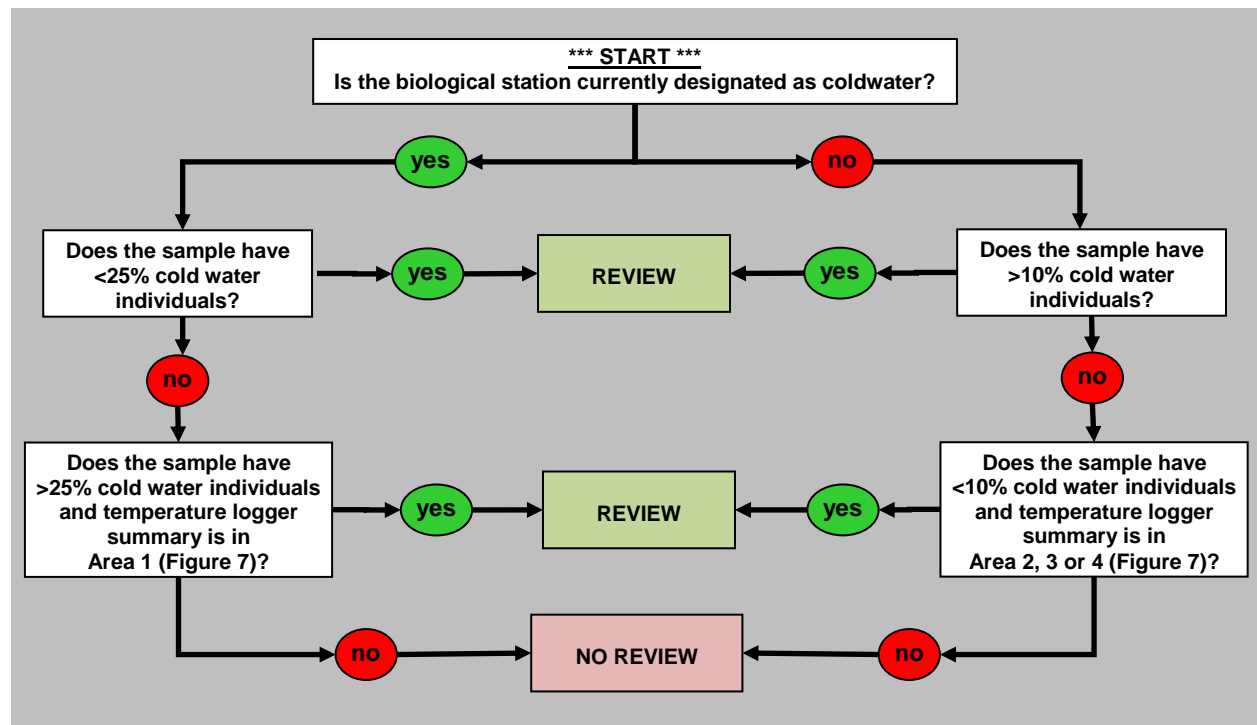 *** START ***
Is the biological station currently designated as coldwater?
yes
no
Does the sample have
<25% cold water
individuals?
yes
REVIEW
yes
Does the sample have
>10% cold water
individuals?
no
no
Does the sample have
>25% cold water individuals
and temperature logger
summary is in
Area 1 (Figure 7)?
yes
REVIEW
yes
Does the sample have
<10% cold water individuals
and temperature logger
summary is in
Area 2, 3 or 4 (Figure 7)?
no
NO REVIEW
no